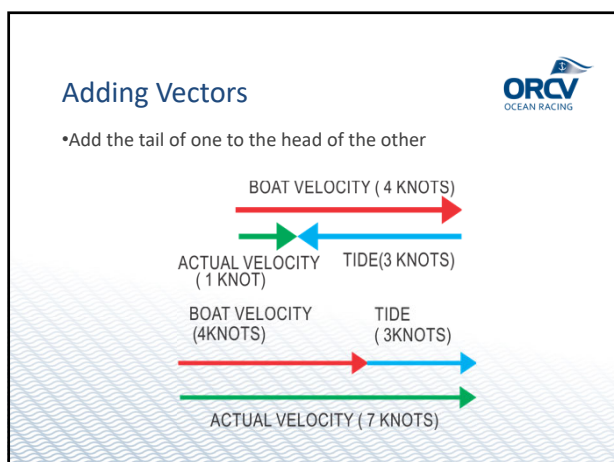 Adding Vectors
ORCV
OCEAN RACING
•Add the tail of one to the head of the other
BOAT VELOCITY ( 4 KNOTS)
ACTUAL VELOCITY
( 1 KNOT)
TIDE(3 KNOTS)
BOAT VELOCITY
(4KNOTS)
TIDE
( 3KNOTS)
ACTUAL VELOCITY ( 7 KNOTS)